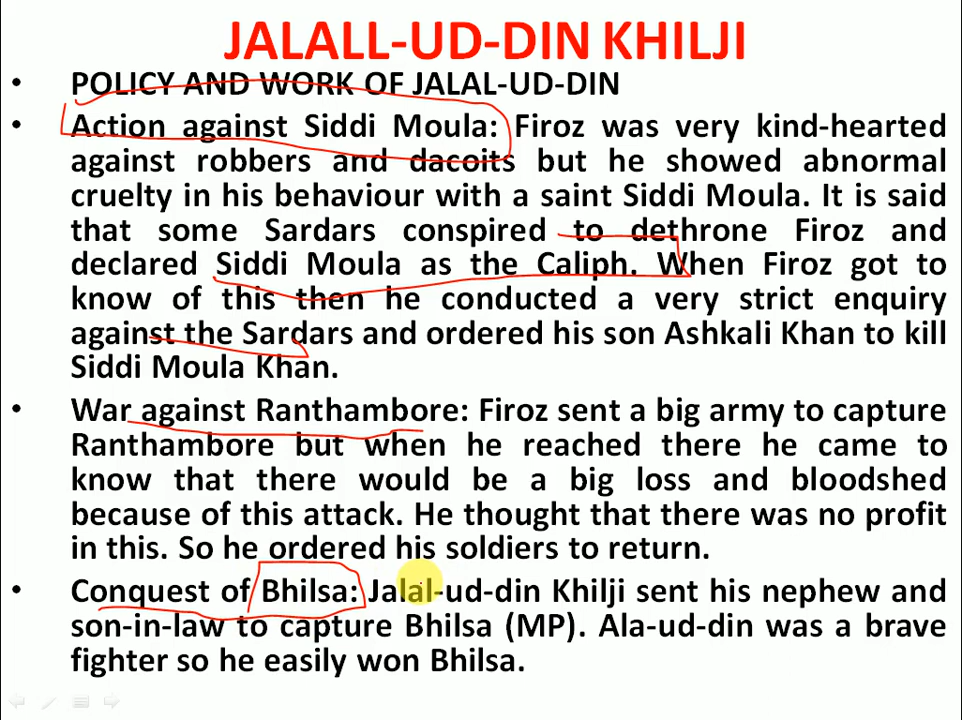 JALALL-UD-DIN KHILJI
• POLICY AND WORK OF JALAL-UD-DIN
• Action against Siddi Moula: Firoz was very kind-hearted
against robbers and dacoits but he showed abnormal
cruelty in his behaviour with a saint Siddi Moula. It is said
that some Sardars conspired to dethrone Firoz and
declared Siddi Moula as the Caliph. When Firoz got to
know of this then he conducted a very strict enquiry
against the Sardars and ordered his son Ashkali Khan to kill
Siddi Moula Khan.
• War against Ranthambore: Firoz sent a big army to capture
Ranthambore but when he reached there he came to
know that there would be a big loss and bloodshed
because of this attack. He thought that there was no profit
in this. So he ordered his soldiers to return.
• Conquest of Bhilsa: Jalal-ud-din Khilji sent his nephew and
son-in-law to capture Bhilsa (MP). Ala-ud-din was a brave
fighter so he easily won Bhilsa.